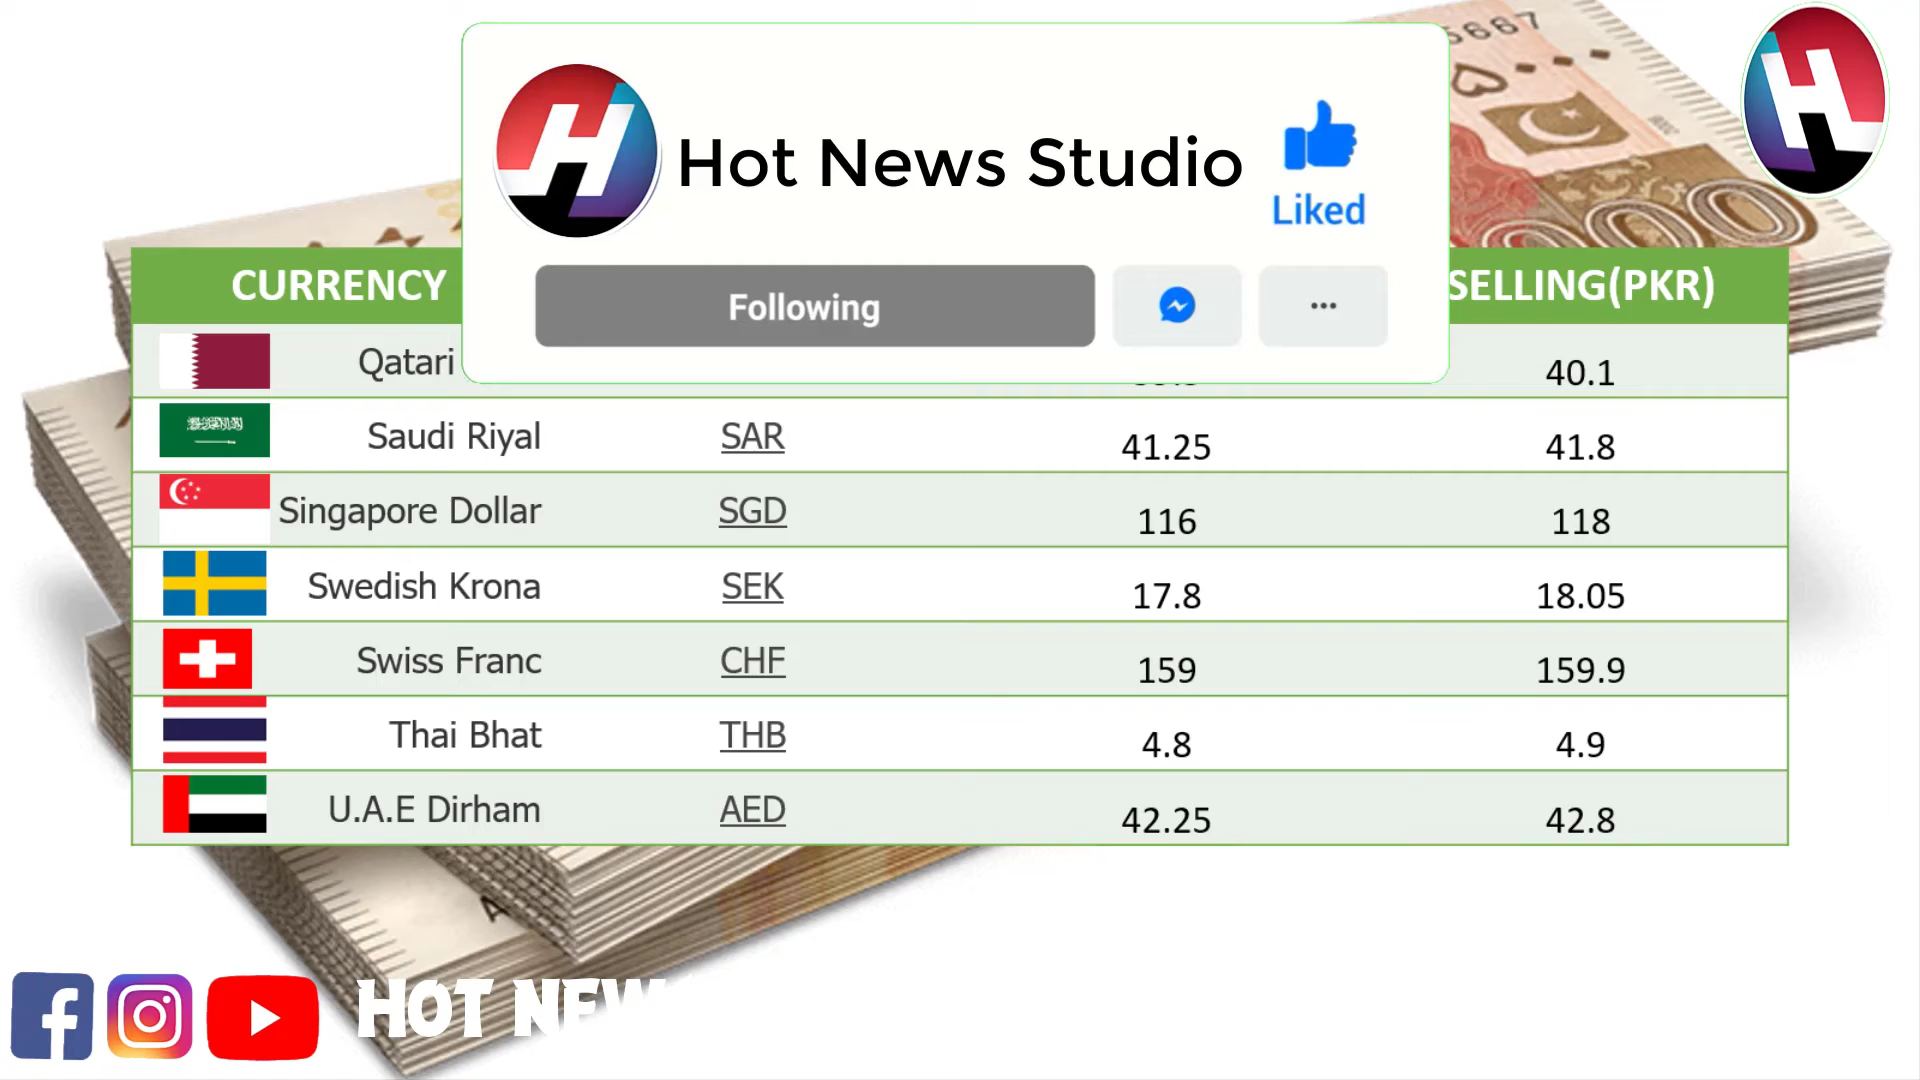 5667
H
Hot News Studio
Liked
Following
...
H
CURRENCY SELLING(PKR)
Qatari 40.1
Saudi Riyal SAR 41.25 41.8
Singapore Dollar SGD 116 118
Swedish Krona SEK 17.8 18.05
Swiss Franc CHF 159 159.9
Thai Bhat THB 4.8 4.9
U.A.E Dirham AED 42.25 42.8
HOT NEW